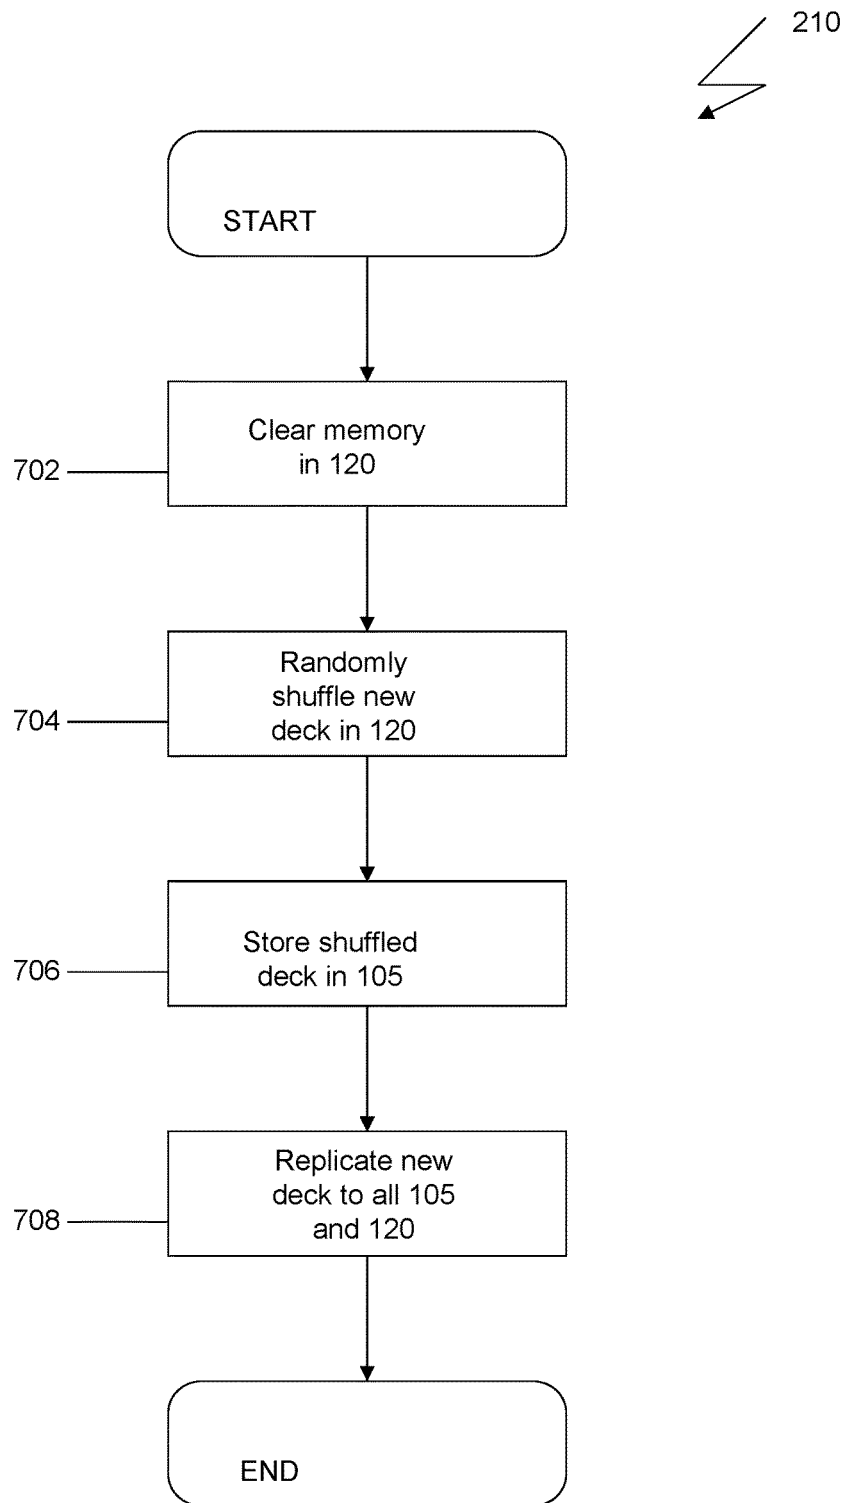 210
START
Clear memory
in 120
702
Randomly
shuffle new
deck in 120
704
Store shuffled
deck in 105
706
Replicate new
deck to all 105
and 120
708
END